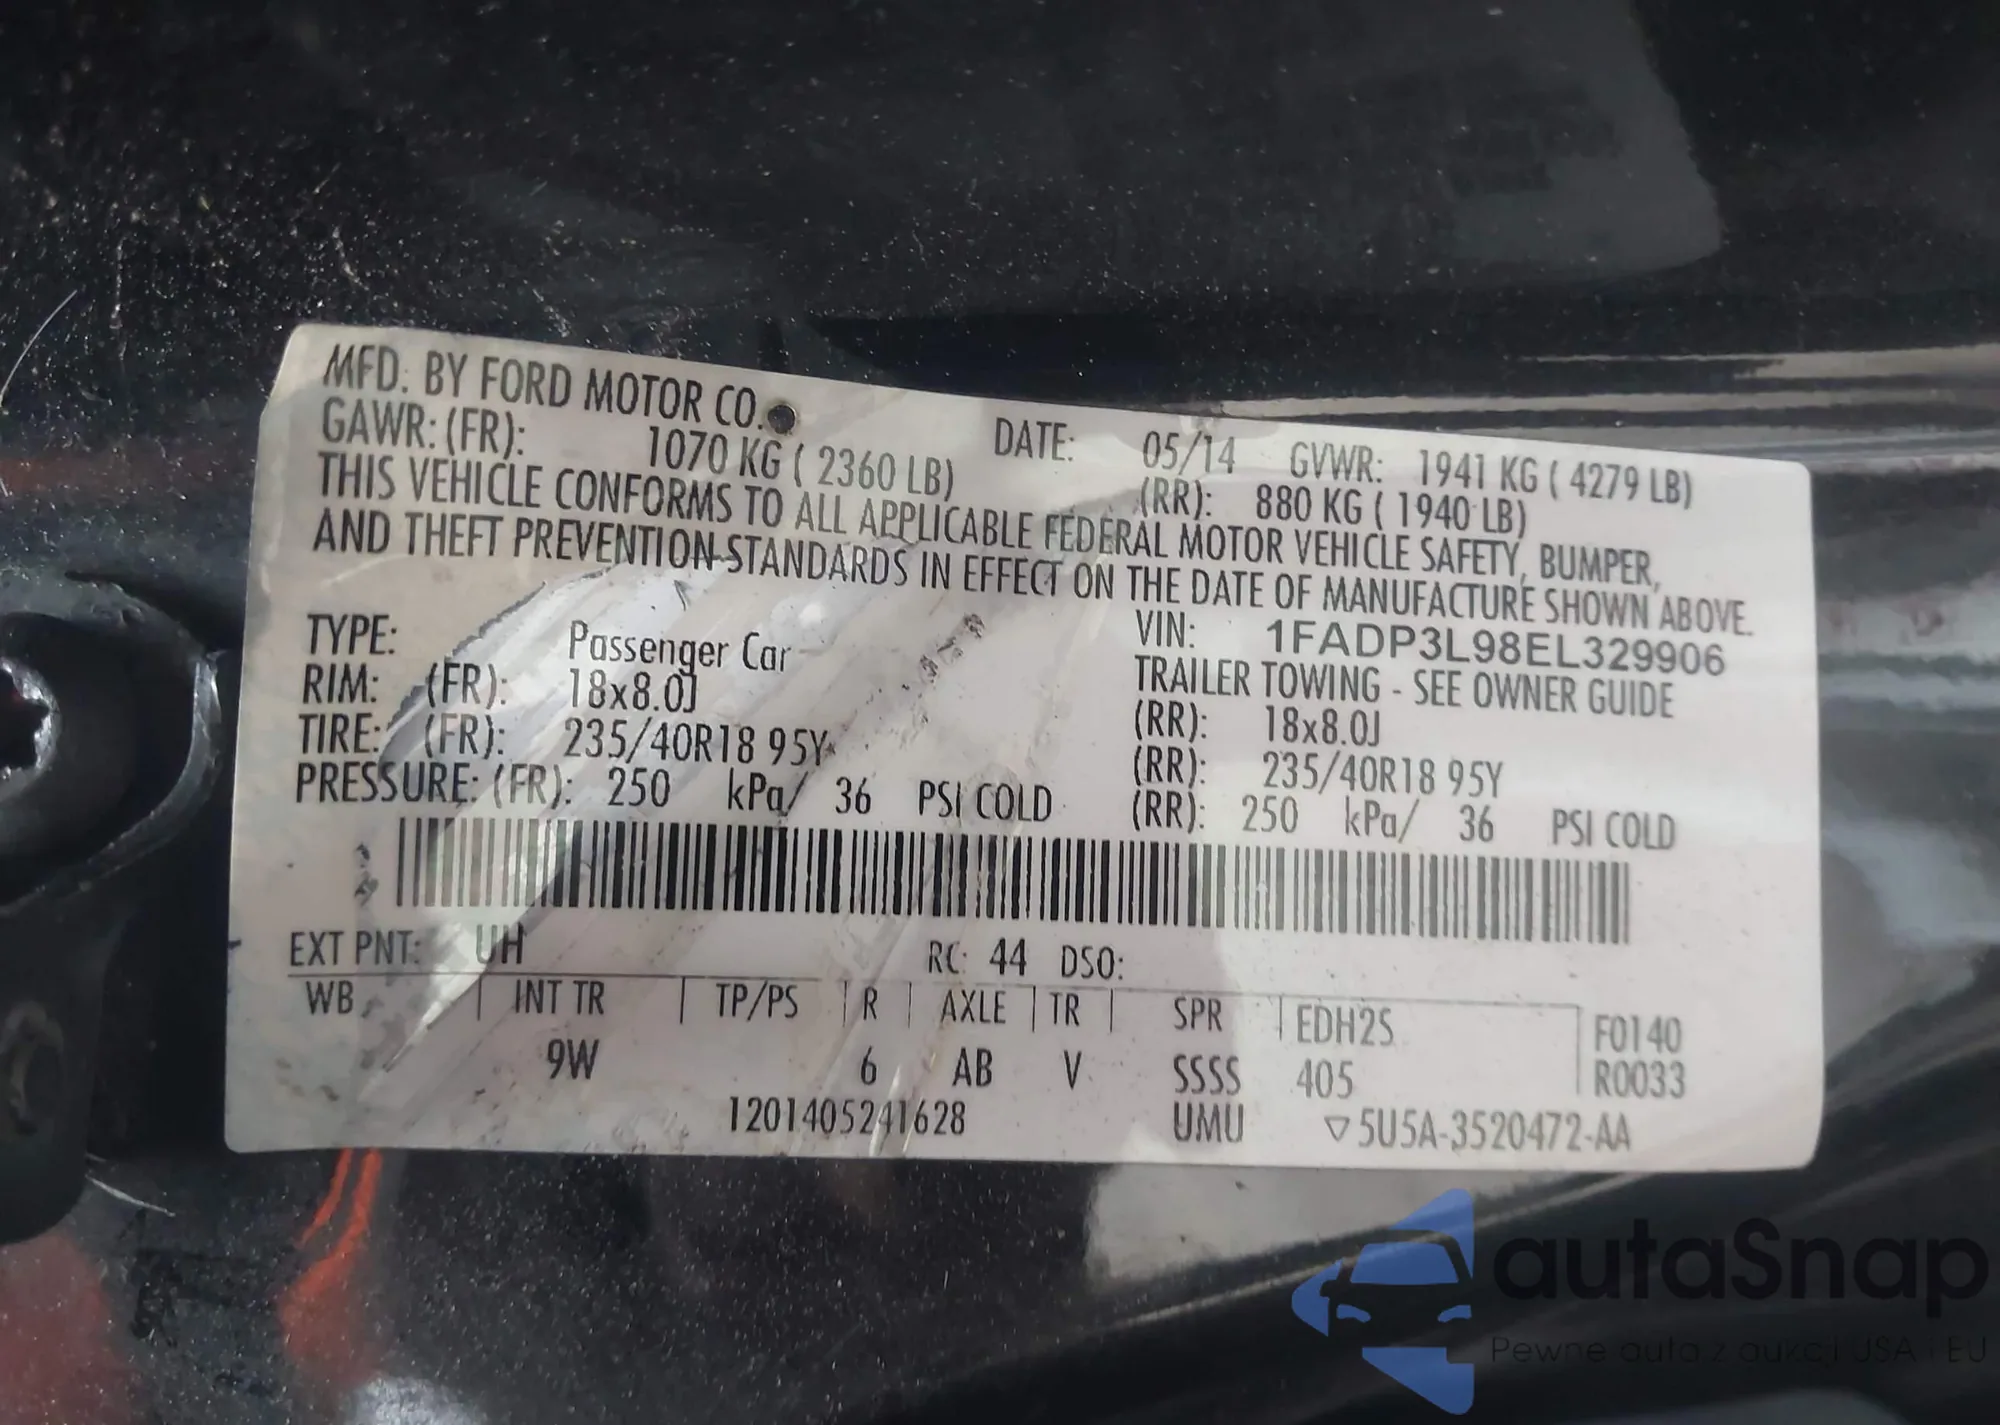 MFD. BY FORD MOTOR CO.
DATE: 05/14 GVWR: 1941 KG ( 4279 LB)
GAWR: (FR): 1070 KG ( 2360 LB) (RR): 880 KG ( 1940 LB)
THIS VEHICLE CONFORMS TO ALL APPLICABLE FEDERAL MOTOR VEHICLE SAFETY, BUMPER,
AND THEFT PREVENTION STANDARDS IN EFFECT ON THE DATE OF MANUFACTURE SHOWN ABOVE.
VIN: 1FADP3L98EL329906
TYPE: Passenger Car TRAILER TOWING - SEE OWNER GUIDE
RIM: (FR): 18x8.0J (RR): 18x8.0J
TIRE: (FR): 235/40R18 95Y (RR): 235/40R18 95Y
PRESSURE: (FR): 250 kPa/ 36 PSI COLD (RR): 250 kPa/ 36 PSI COLD
EXT PNT: UH RC: 44 DSO:
WB INT TR TP/PS R AXLE TR SPR EDH2S F0140
9W 6 AB V SSSS 405 R0033
1201405241628 UMU ▽5U5A-3520472-AA
autaSnap
Pewne auta z aukcji USA i EU